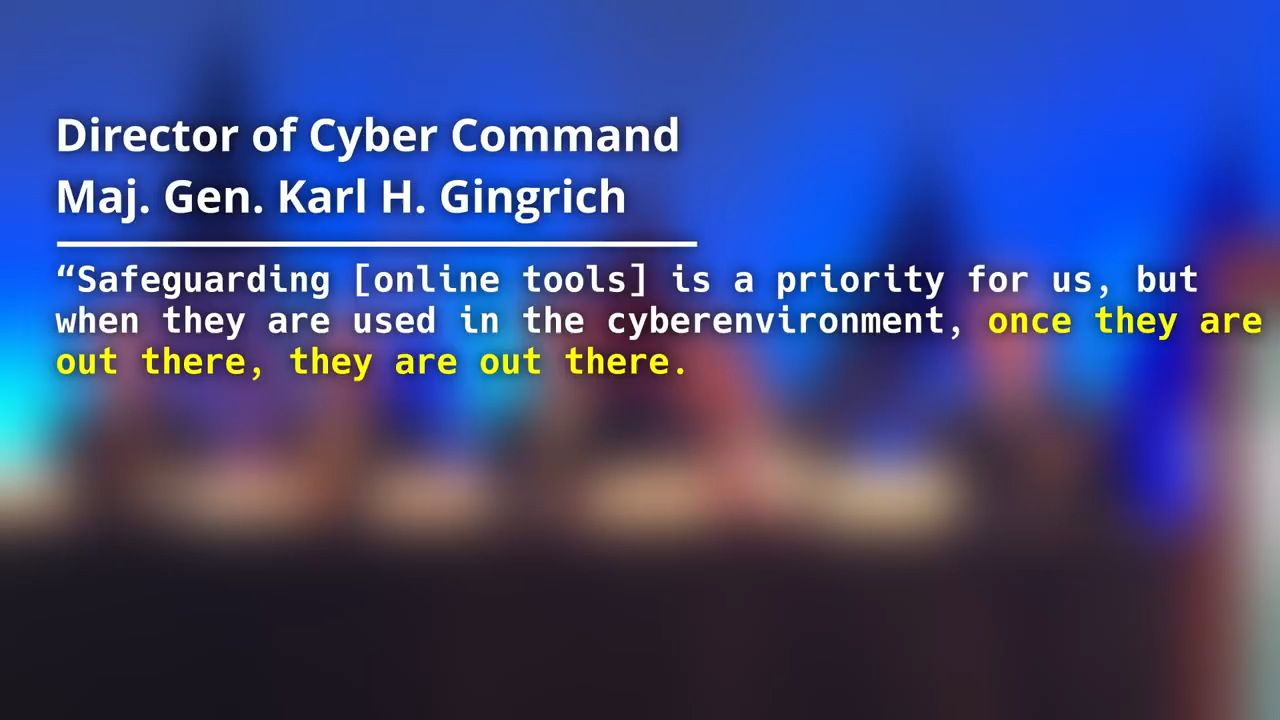 Director of Cyber Command
Maj. Gen. Karl H. Gingrich
“Safeguarding [online tools] is a priority for us, but
when they are used in the cyberenvironment, once they are
out there, they are out there.